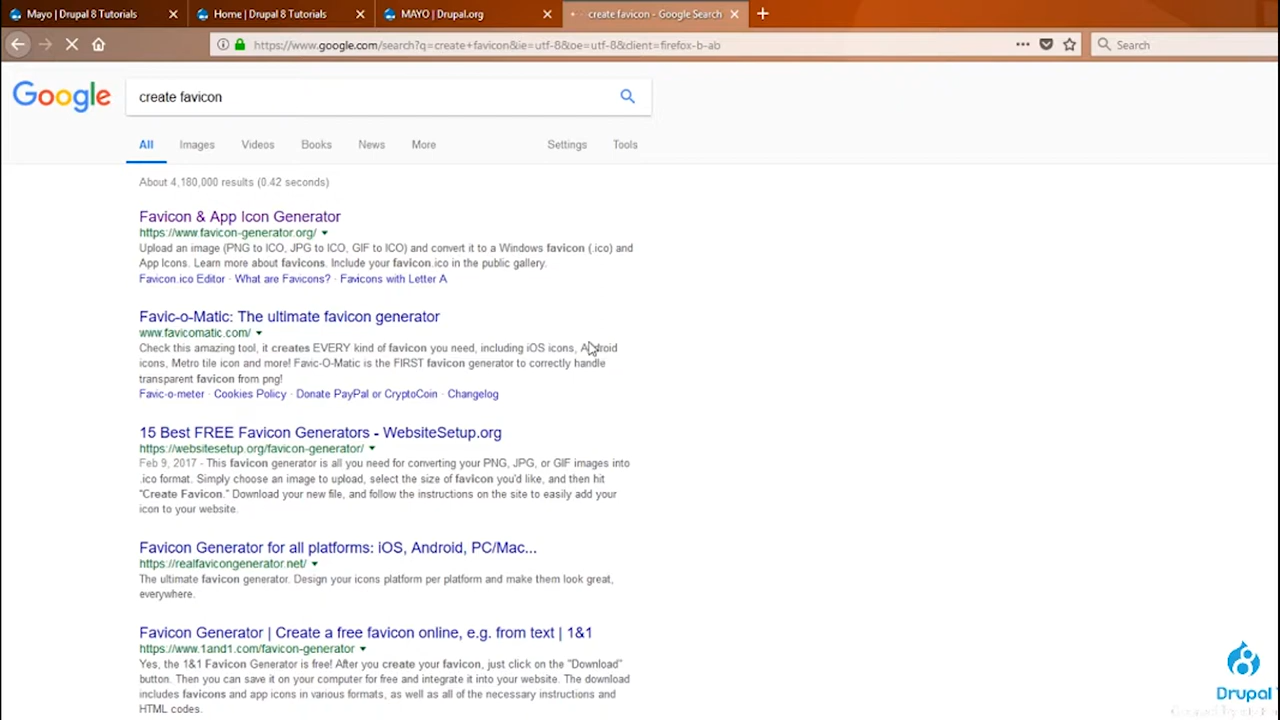 Mayo | Drupal 8 Tutorials
Home | Drupal 8 Tutorials
MAYO | Drupal.org
create favicon - Google Search
https://www.google.com/search?q=create+favicon&ie=utf-8&oe=utf-8&client=firefox-b-ab
Search
Google
create favicon
All Images Videos Books News More Settings Tools
About 4,180,000 results (0.42 seconds)
Favicon & App Icon Generator
https://www.favicon-generator.org/
Upload an image (PNG to ICO, JPG to ICO, GIF to ICO) and convert it to a Windows favicon (.ico) and
App Icons. Learn more about favicons. Include your favicon.ico in the public gallery.
Favicon.ico Editor · What are Favicons? · Favicons with Letter A
Favic-o-Matic: The ultimate favicon generator
www.favicomatic.com/
Check this amazing tool, it creates EVERY kind of favicon you need, including iOS icons, Android
icons, Metro tile icon and more! Favic-O-Matic is the FIRST favicon generator to correctly handle
transparent favicon from png!
Favic-o-meter · Cookies Policy · Donate PayPal or CryptoCoin · Changelog
15 Best FREE Favicon Generators - WebsiteSetup.org
https://websitesetup.org/favicon-generator/
Feb 9, 2017 - This favicon generator is all you need for converting your PNG, JPG, or GIF images into
.ico format. Simply choose an image to upload, select the size of favicon you'd like, and then hit
"Create Favicon." Download your new file, and follow the instructions on the site to easily add your
icon to your website.
Favicon Generator for all platforms: iOS, Android, PC/Mac...
https://realfavicongenerator.net/
The ultimate favicon generator. Design your icons platform per platform and make them look great,
everywhere.
Favicon Generator | Create a free favicon online, e.g. from text | 1&1
https://www.1and1.com/favicon-generator
Yes, the 1&1 Favicon Generator is free! After you create your favicon, just click on the "Download"
button. Then you can save it on your computer for free and integrate it into your website. The download
includes favicons and app icons in various formats, as well as all of the necessary instructions and
HTML codes.
Drupal